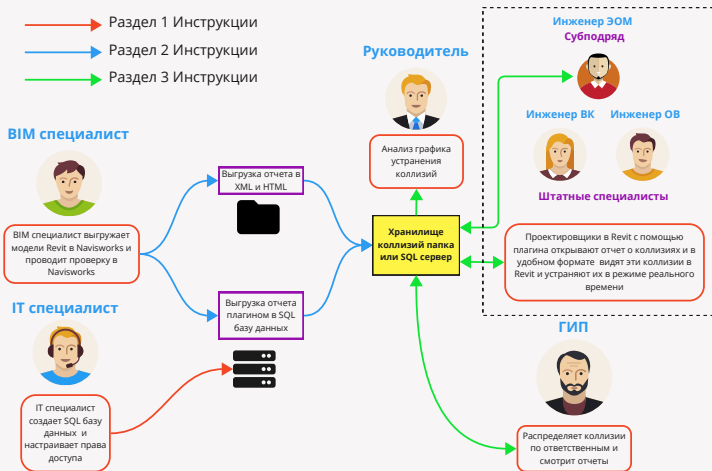 Раздел 1 Инструкции
Раздел 2 Инструкции
Раздел 3 Инструкции
BIM специалист
BIM специалист выгружает
модели Revit в Navisworks и
проводит проверку в
Navisworks
IT специалист
IT специалист
создает SQL базу
данных и
настраивает права
доступа
Выгрузка отчета в
XML и HTML
Выгрузка отчета
плагином в SQL
базу данных
Руководитель
Анализ графика
устранения
коллизий
Хранилище
коллизий папка
или SQL сервер
Инженер ЭОМ
Субподряд
Инженер ВК
Инженер ОВ
Штатные специалисты
Проектировщики в Revit с помощью
плагина открывают отчет о коллизиях и в
удобном формате видят эти коллизии в
Revit и устраняют их в режиме реального
времени
ГИП
Распределяет коллизии
по ответственным и
смотрит отчеты